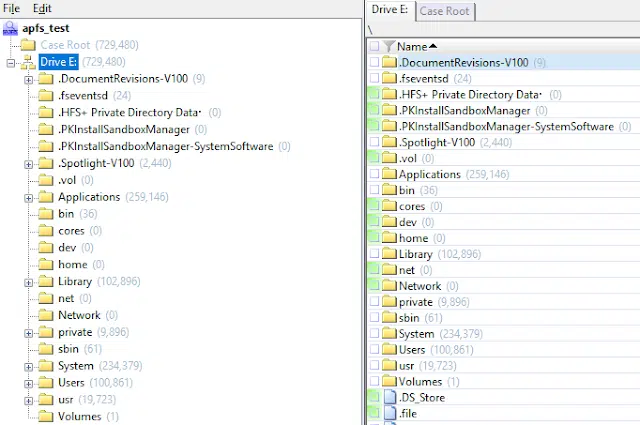 File Edit
apfs_test
Case Root (729,480)
Drive E: (729,480)
.DocumentRevisions-V100 (9)
.fseventsd (24)
.HFS+ Private Directory Data· (0)
.PKInstallSandboxManager (0)
.PKInstallSandboxManager-SystemSoftware (0)
.Spotlight-V100 (2,440)
.vol (0)
Applications (259,146)
bin (36)
cores (0)
dev (0)
home (0)
Library (102,896)
net (0)
Network (0)
private (9,896)
sbin (61)
System (234,379)
Users (100,861)
usr (19,723)
Volumes (1)
Drive E: Case Root
\
Name
.DocumentRevisions-V100 (9)
.fseventsd (24)
.HFS+ Private Directory Data· (0)
.PKInstallSandboxManager (0)
.PKInstallSandboxManager-SystemSoftware (0)
.Spotlight-V100 (2,440)
.vol (0)
Applications (259,146)
bin (36)
cores (0)
dev (0)
home (0)
Library (102,896)
net (0)
Network (0)
private (9,896)
sbin (61)
System (234,379)
Users (100,861)
usr (19,723)
Volumes (1)
.DS_Store
.file